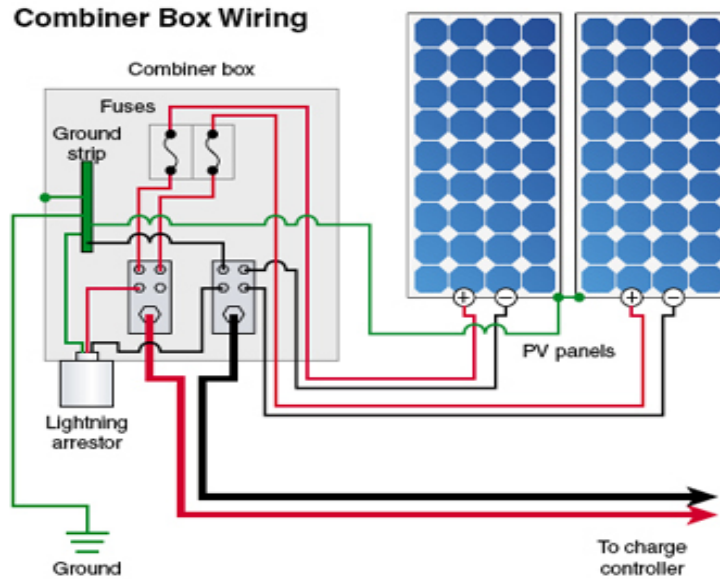 Combiner Box Wiring
Combiner box
Fuses
Ground
strip
+
−
+
−
PV panels
Lightning
arrestor
Ground
To charge
controller